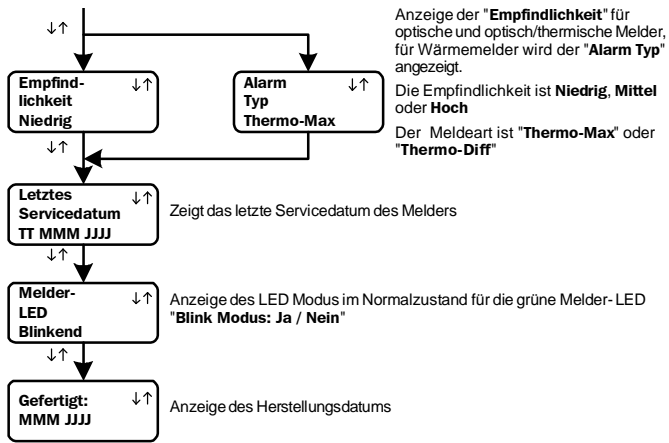 ↓↑
Anzeige der "Empfindlichkeit" für
optische und optisch/thermische Melder,
für Wärmemelder wird der "Alarm Typ"
angezeigt.
Die Empfindlichkeit ist Niedrig, Mittel
oder Hoch
Der Meldeart ist "Thermo-Max" oder
"Thermo-Diff"
Empfind- ↓↑
lichkeit
Niedrig
Alarm ↓↑
Typ
Thermo-Max
↓↑
Letztes ↓↑
Servicedatum
TT MMM JJJJ
Zeigt das letzte Servicedatum des Melders
↓↑
Melder- ↓↑
LED
Blinkend
Anzeige des LED Modus im Normalzustand für die grüne Melder- LED
"Blink Modus: Ja / Nein"
↓↑
Gefertigt: ↓↑
MMM JJJJ
Anzeige des Herstellungsdatums